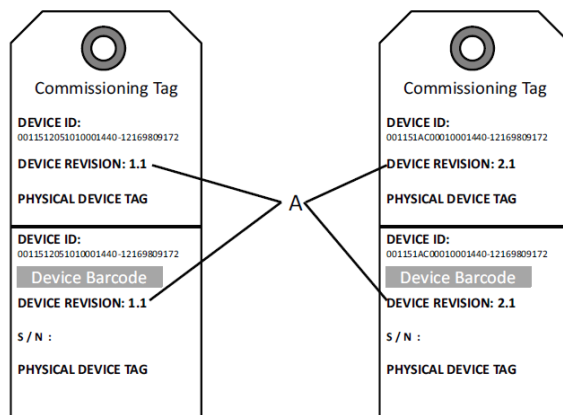 Commissioning Tag
DEVICE ID:
0011512051010001440-12169809172
DEVICE REVISION: 1.1
PHYSICAL DEVICE TAG
DEVICE ID:
0011512051010001440-12169809172
Device Barcode
DEVICE REVISION: 1.1
S / N :
PHYSICAL DEVICE TAG
A
Commissioning Tag
DEVICE ID:
001151AC00010001440-12169809172
DEVICE REVISION: 2.1
PHYSICAL DEVICE TAG
DEVICE ID:
001151AC00010001440-12169809172
Device Barcode
DEVICE REVISION: 2.1
S / N :
PHYSICAL DEVICE TAG